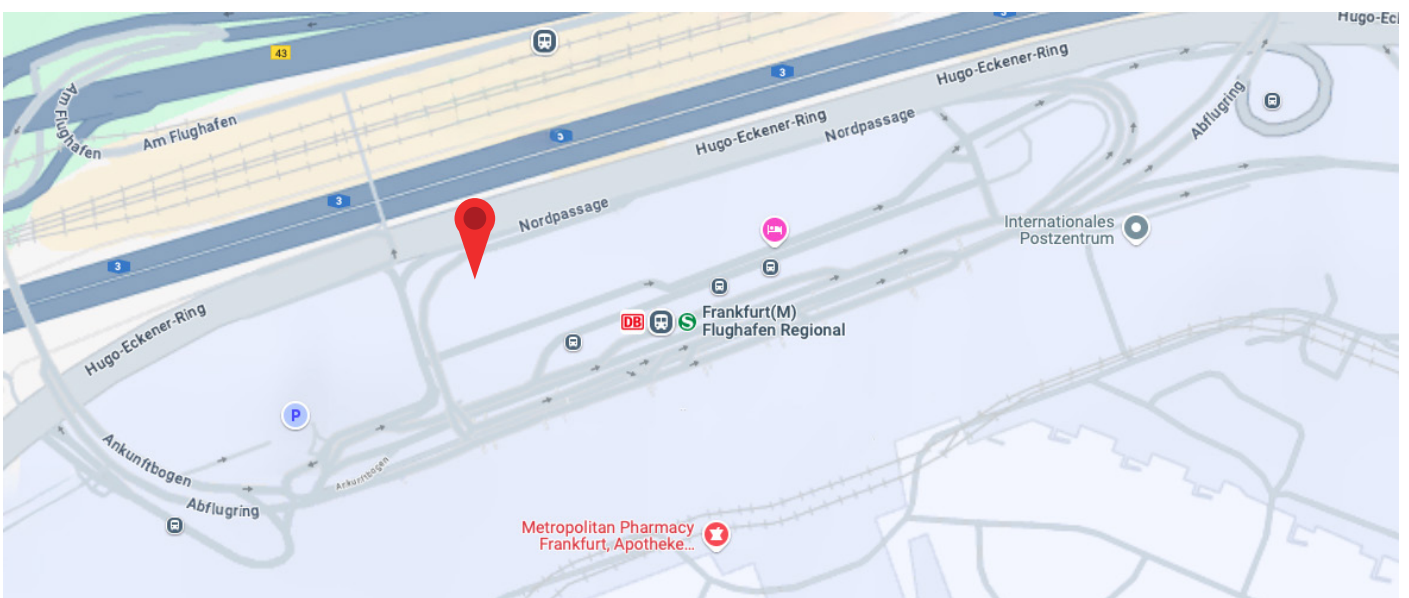 Hugo-Ec
43
3
Am Flughafen
Am Flughafen
3
Hugo-Eckener-Ring
Abflugring
Hugo-Eckener-Ring
Nordpassage
3
Nordpassage
Internationales
Postzentrum
3
Hugo-Eckener-Ring
DB
S
Frankfurt(M)
Flughafen Regional
P
Ankunftbogen
Ankunftbogen
Abflugring
Metropolitan Pharmacy
Frankfurt, Apotheke...